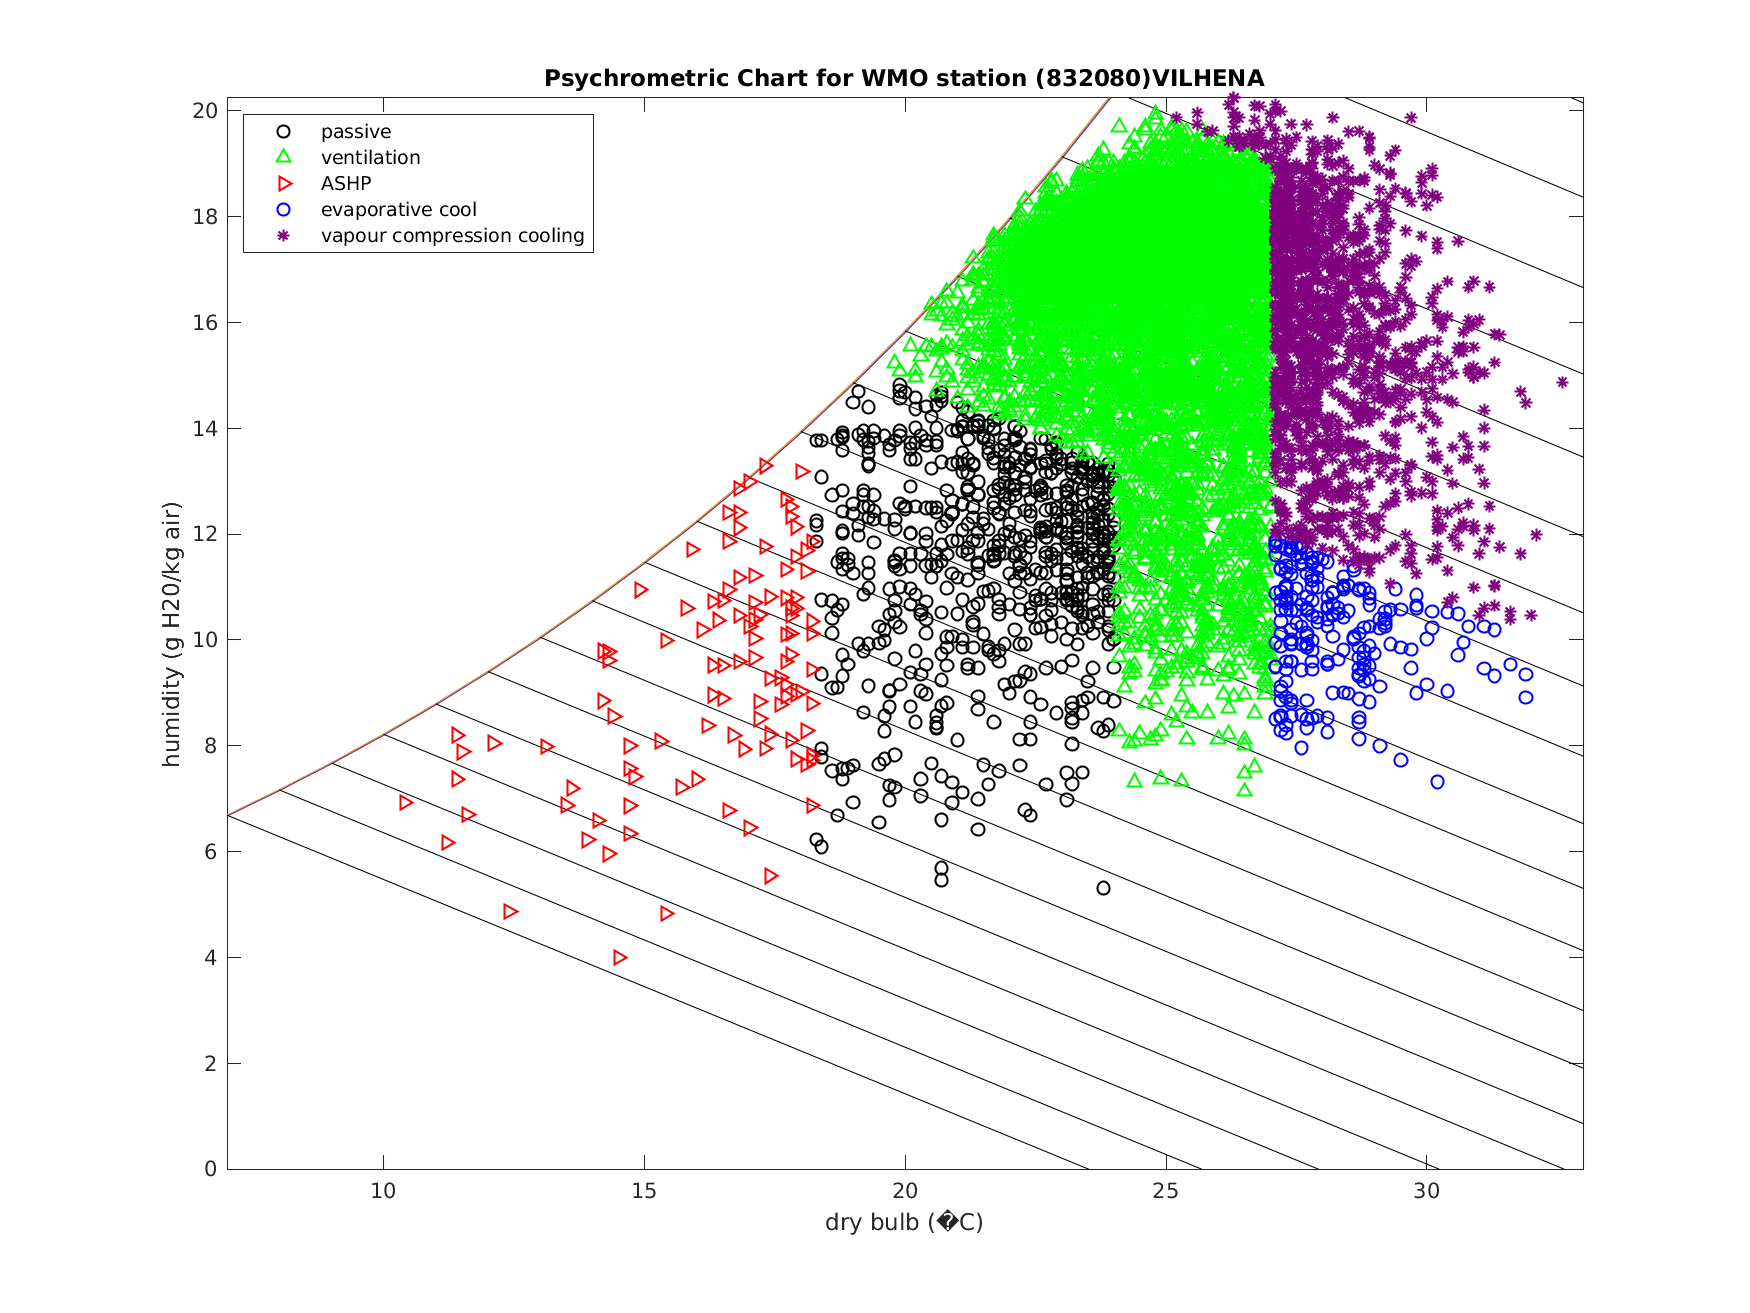 Psychrometric Chart for WMO station (832080)VILHENA
passive
ventilation
ASHP
evaporative cool
vapour compression cooling
humidity (g H20/kg air)
20
18
16
14
12
10
8
6
4
2
0
10
15
20
25
30
dry bulb (�C)